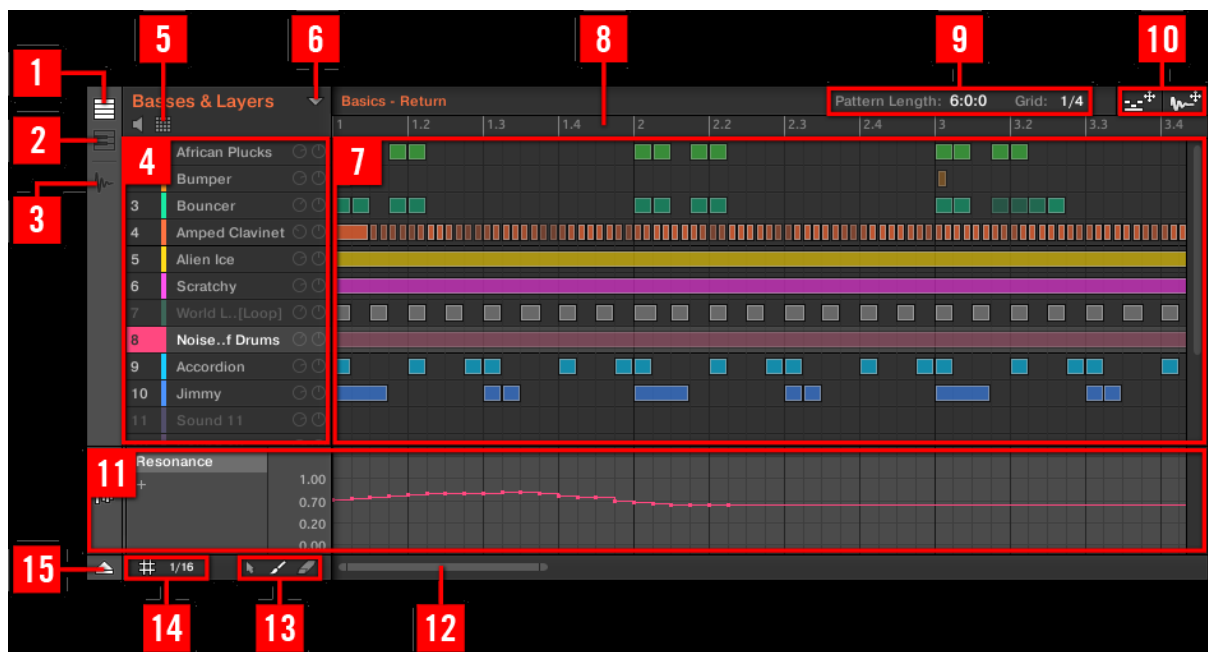 5
6
8
9
10
1
Basses & Layers
Basics - Return
Pattern Length: 6:0:0 Grid: 1/4
1 1.2 1.3 1.4 2 2.2 2.3 2.4 3 3.2 3.3 3.4
2
4
7
African Plucks
Bumper
3
3 Bouncer
4 Amped Clavinet
5 Alien Ice
6 Scratchy
7 World L..[Loop]
8 Noise..f Drums
9 Accordion
10 Jimmy
11 Sound 11
11
Resonance
+
1.00
0.70
0.20
0.00
15
1/16
14
13
12